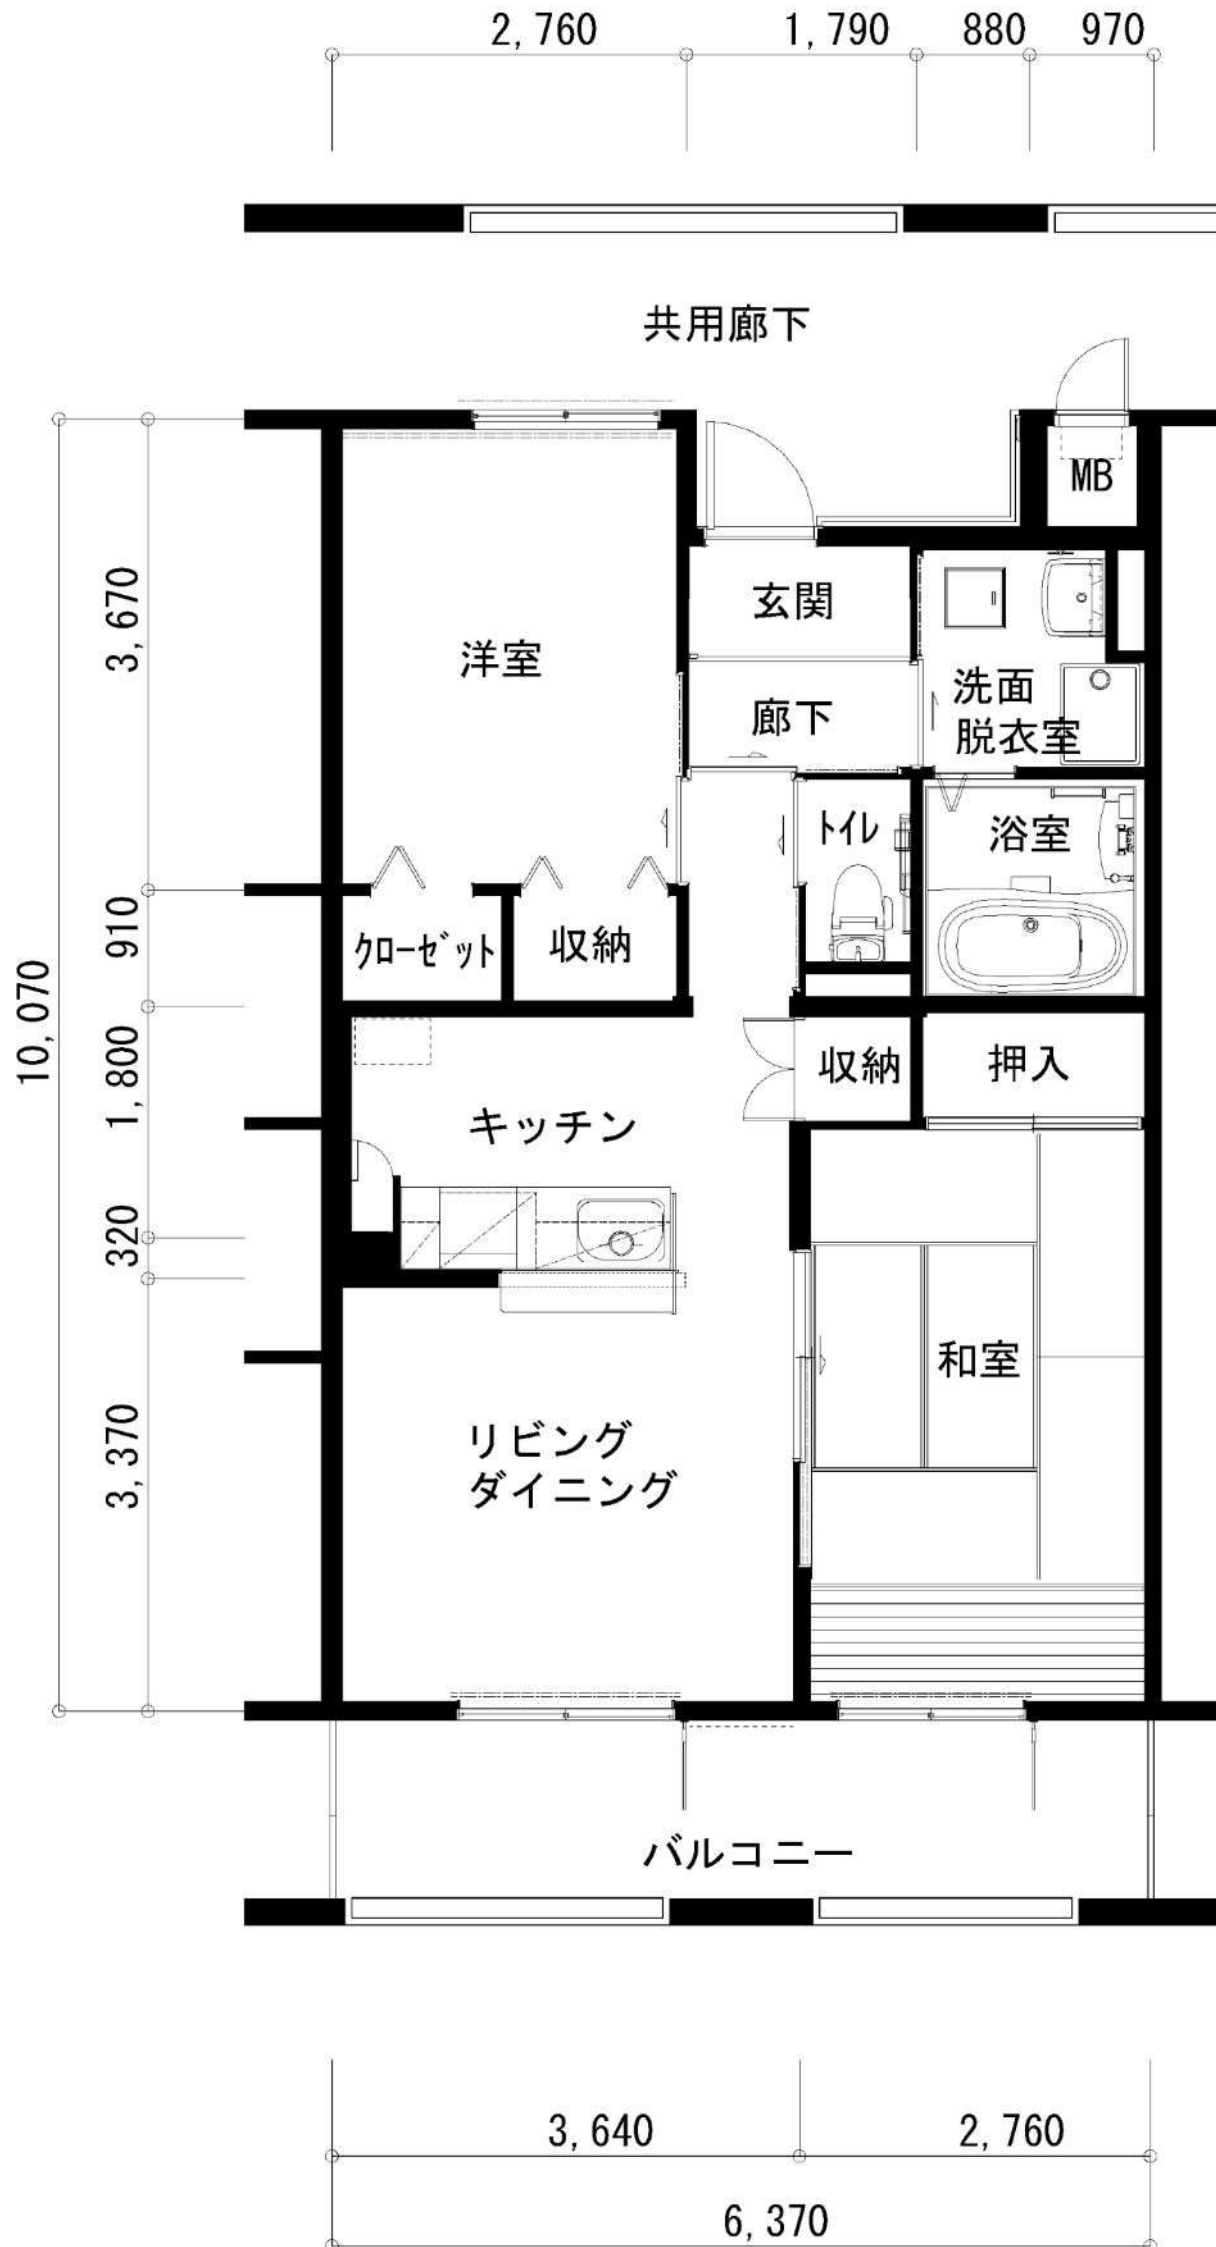 2,760
1,790
880
970
共用廊下
MB
3,670
玄関
洋室
洗面
脱衣室
廊下
トイレ
浴室
910
クローゼット
収納
10,070
1,800
収納
押入
キッチン
320
和室
3,370
リビング
ダイニング
バルコニー
3,640
2,760
6,370